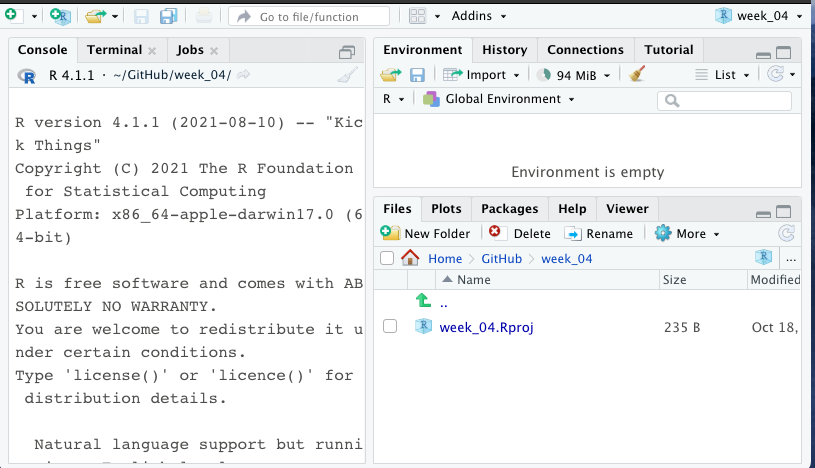 Go to file/function
Addins
week_04
Console Terminal Jobs
R 4.1.1 · ~/GitHub/week_04/
R version 4.1.1 (2021-08-10) -- "Kic
k Things"
Copyright (C) 2021 The R Foundation
for Statistical Computing
Platform: x86_64-apple-darwin17.0 (6
4-bit)
R is free software and comes with AB
SOLUTELY NO WARRANTY.
You are welcome to redistribute it u
nder certain conditions.
Type 'license()' or 'licence()' for
distribution details.
Natural language support but runni
Environment History Connections Tutorial
Import 94 MiB List
R Global Environment
Environment is empty
Files Plots Packages Help Viewer
New Folder Delete Rename More
Home GitHub week_04 ...
Name Size Modified
..
week_04.Rproj 235 B Oct 18,